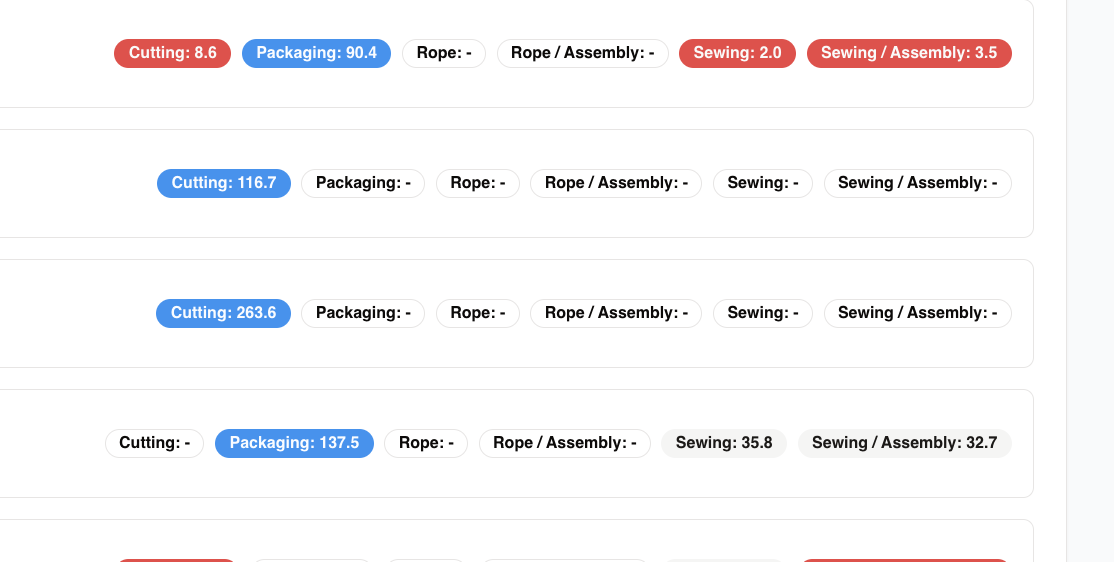 Cutting: 8.6 Packaging: 90.4 Rope: - Rope / Assembly: - Sewing: 2.0 Sewing / Assembly: 3.5
Cutting: 116.7 Packaging: - Rope: - Rope / Assembly: - Sewing: - Sewing / Assembly: -
Cutting: 263.6 Packaging: - Rope: - Rope / Assembly: - Sewing: - Sewing / Assembly: -
Cutting: - Packaging: 137.5 Rope: - Rope / Assembly: - Sewing: 35.8 Sewing / Assembly: 32.7